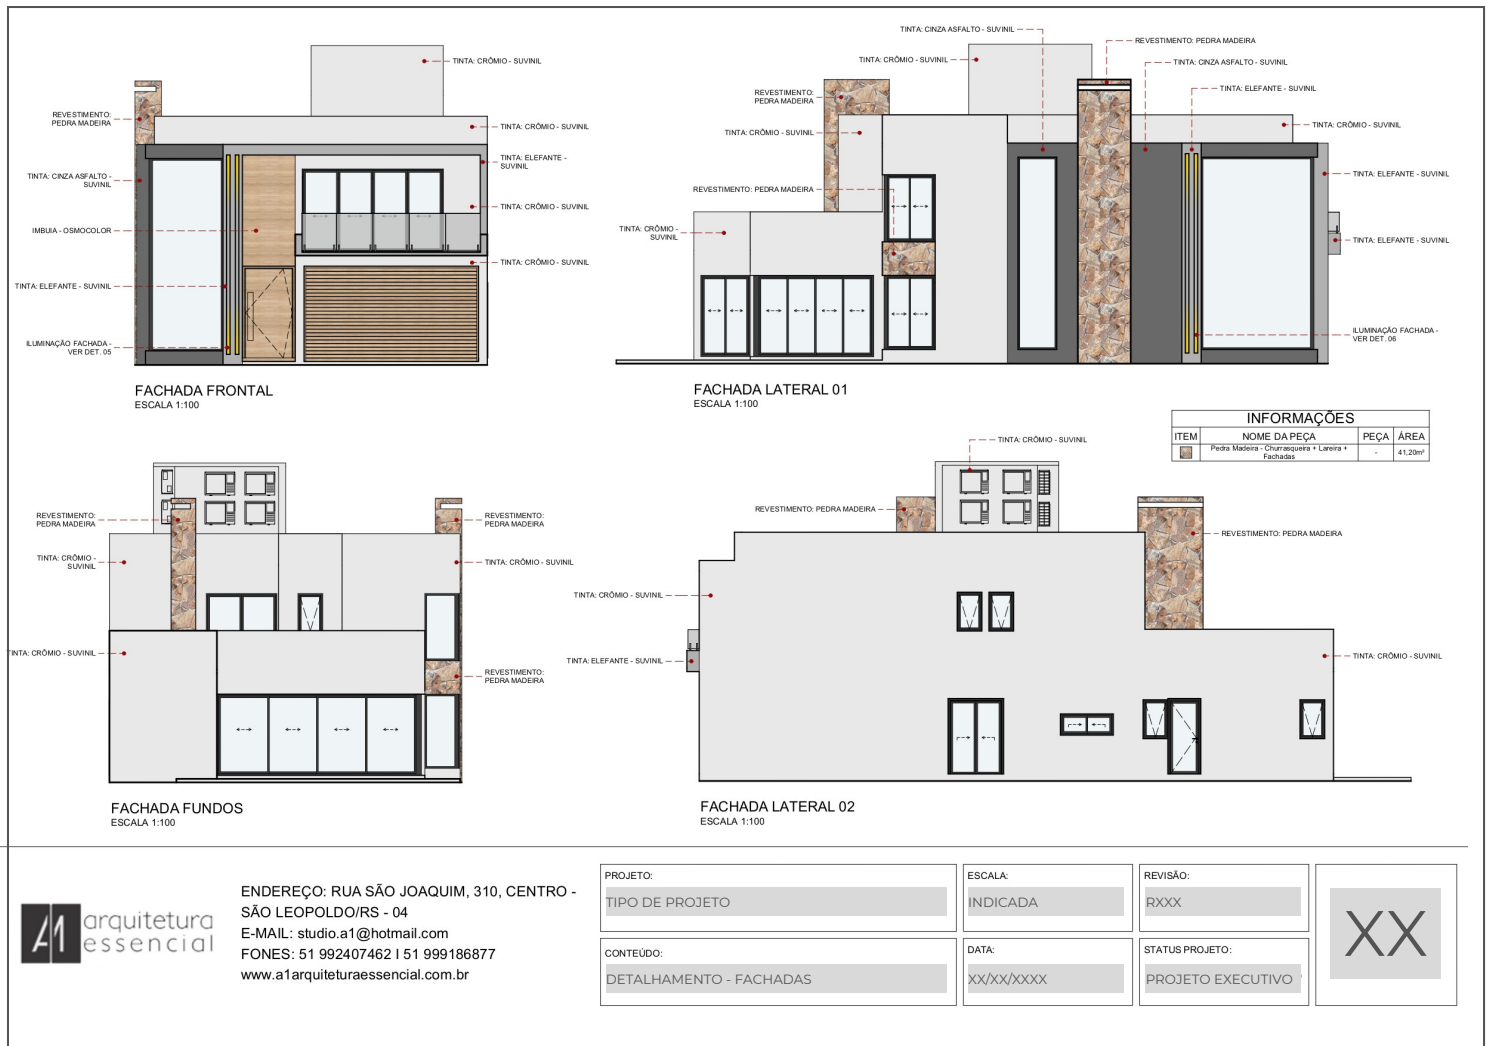 TINTA: CRÔMIO - SUVINIL
REVESTIMENTO:
PEDRA MADEIRA
TINTA: CRÔMIO - SUVINIL
TINTA: ELEFANTE -
SUVINIL
TINTA: CINZA ASFALTO -
SUVINIL
TINTA: CRÔMIO - SUVINIL
IMBUIA - OSMOCOLOR
TINTA: CRÔMIO - SUVINIL
TINTA: ELEFANTE - SUVINIL
ILUMINAÇÃO FACHADA -
VER DET. 05
FACHADA FRONTAL
ESCALA 1:100
TINTA: CINZA ASFALTO - SUVINIL
REVESTIMENTO: PEDRA MADEIRA
TINTA: CRÔMIO - SUVINIL
TINTA: CINZA ASFALTO - SUVINIL
TINTA: ELEFANTE - SUVINIL
REVESTIMENTO:
PEDRA MADEIRA
TINTA: CRÔMIO - SUVINIL
TINTA: CRÔMIO - SUVINIL
TINTA: ELEFANTE - SUVINIL
REVESTIMENTO: PEDRA MADEIRA
TINTA: CRÔMIO -
SUVINIL
TINTA: ELEFANTE - SUVINIL
ILUMINAÇÃO FACHADA -
VER DET. 06
FACHADA LATERAL 01
ESCALA 1:100
INFORMAÇÕES
ITEM NOME DA PEÇA PEÇA ÁREA
Pedra Madeira - Churrasqueira + Lareira +
Fachadas
- 41,20m²
REVESTIMENTO:
PEDRA MADEIRA
REVESTIMENTO:
PEDRA MADEIRA
TINTA: CRÔMIO -
SUVINIL
TINTA: CRÔMIO - SUVINIL
TINTA: CRÔMIO - SUVINIL
REVESTIMENTO:
PEDRA MADEIRA
FACHADA FUNDOS
ESCALA 1:100
TINTA: CRÔMIO - SUVINIL
REVESTIMENTO: PEDRA MADEIRA
REVESTIMENTO: PEDRA MADEIRA
TINTA: CRÔMIO - SUVINIL
TINTA: ELEFANTE - SUVINIL
TINTA: CRÔMIO - SUVINIL
FACHADA LATERAL 02
ESCALA 1:100
A1 arquitetura
essencial
ENDEREÇO: RUA SÃO JOAQUIM, 310, CENTRO -
SÃO LEOPOLDO/RS - 04
E-MAIL: studio.a1@hotmail.com
FONES: 51 992407462 I 51 999186877
www.a1arquiteturaessencial.com.br
PROJETO:
TIPO DE PROJETO
ESCALA:
INDICADA
REVISÃO:
RXXX
CONTEÚDO:
DETALHAMENTO - FACHADAS
DATA:
XX/XX/XXXX
STATUS PROJETO:
PROJETO EXECUTIVO
XX